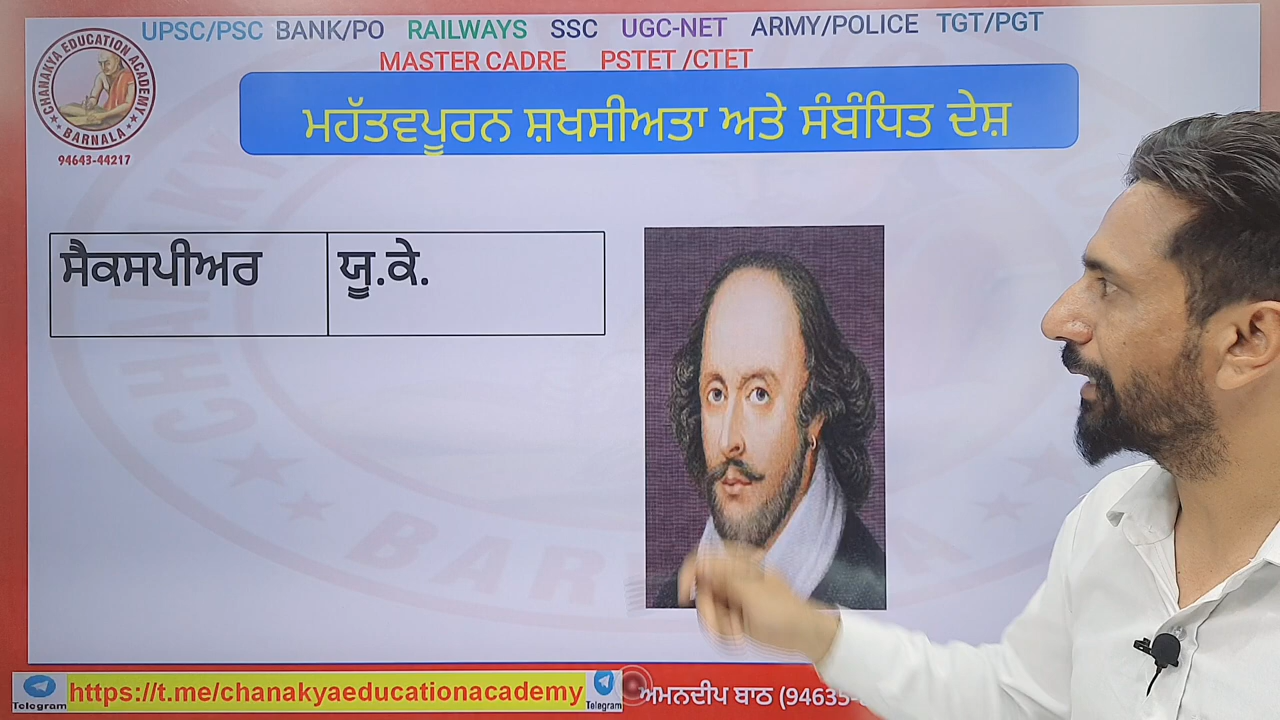 UPSC/PSC BANK/PO RAILWAYS SSC UGC-NET ARMY/POLICE TGT/PGT
MASTER CADRE PSTET /CTET
CHANAKYA EDUCATION ACADEMY
BARNALA
94643-44217
ਮਹੱਤਵਪੂਰਨ ਸ਼ਖਸੀਅਤਾ ਅਤੇ ਸੰਬੰਧਿਤ ਦੇਸ਼
ਸੈਕਸਪੀਅਰ ਯੂ.ਕੇ.
Telegram https://t.me/chanakyaeducationacademy Telegram
ਅਮਨਦੀਪ ਬਾਠ (94635-